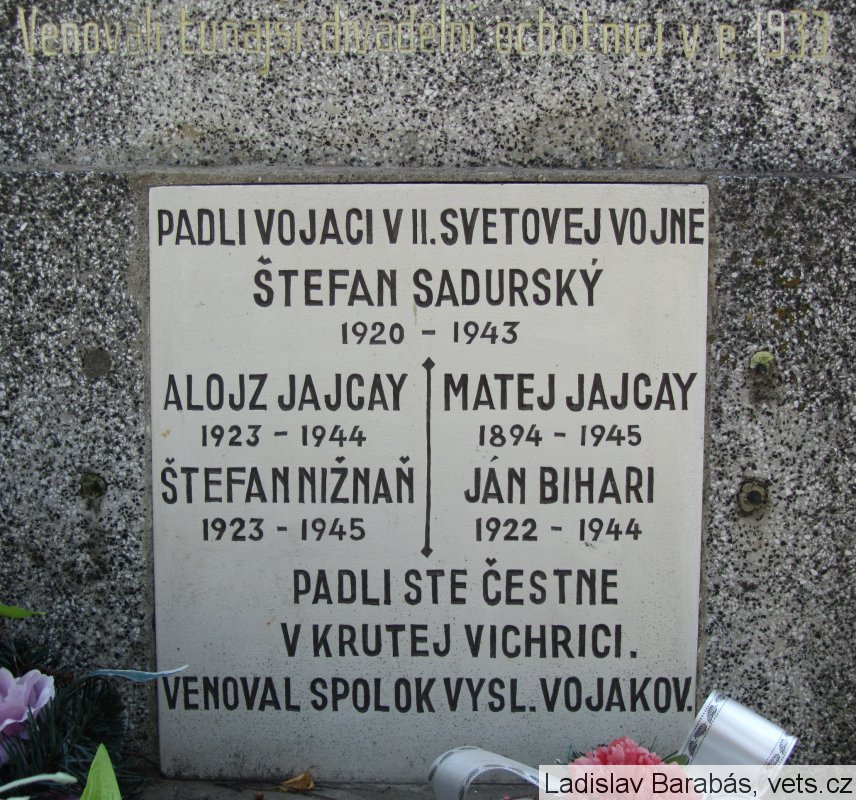 Venovali tunajší divadelní ochotníci v r. 1933
PADLI VOJACI V II. SVETOVEJ VOJNE
ŠTEFAN SADURSKÝ
1920 - 1943
ALOJZ JAJCAY
1923 - 1944
ŠTEFAN NIŽNAŇ
1923 - 1945
MATEJ JAJCAY
1894 - 1945
JÁN BIHARI
1922 - 1944
PADLI STE ČESTNE
V KRUTEJ VICHRICI.
VENOVAL SPOLOK VYSL. VOJAKOV.
Ladislav Barabás, vets.cz